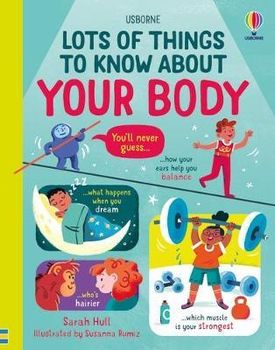 USBORNE
LOTS OF THINGS
TO KNOW ABOUT
YOUR BODY
You'll never
guess...
...how your
ears help you
balance
zzz
...what happens
when you
dream
...who's
hairier
...which muscle
is your strongest
Sarah Hull
Illustrated by Susanna Rumiz